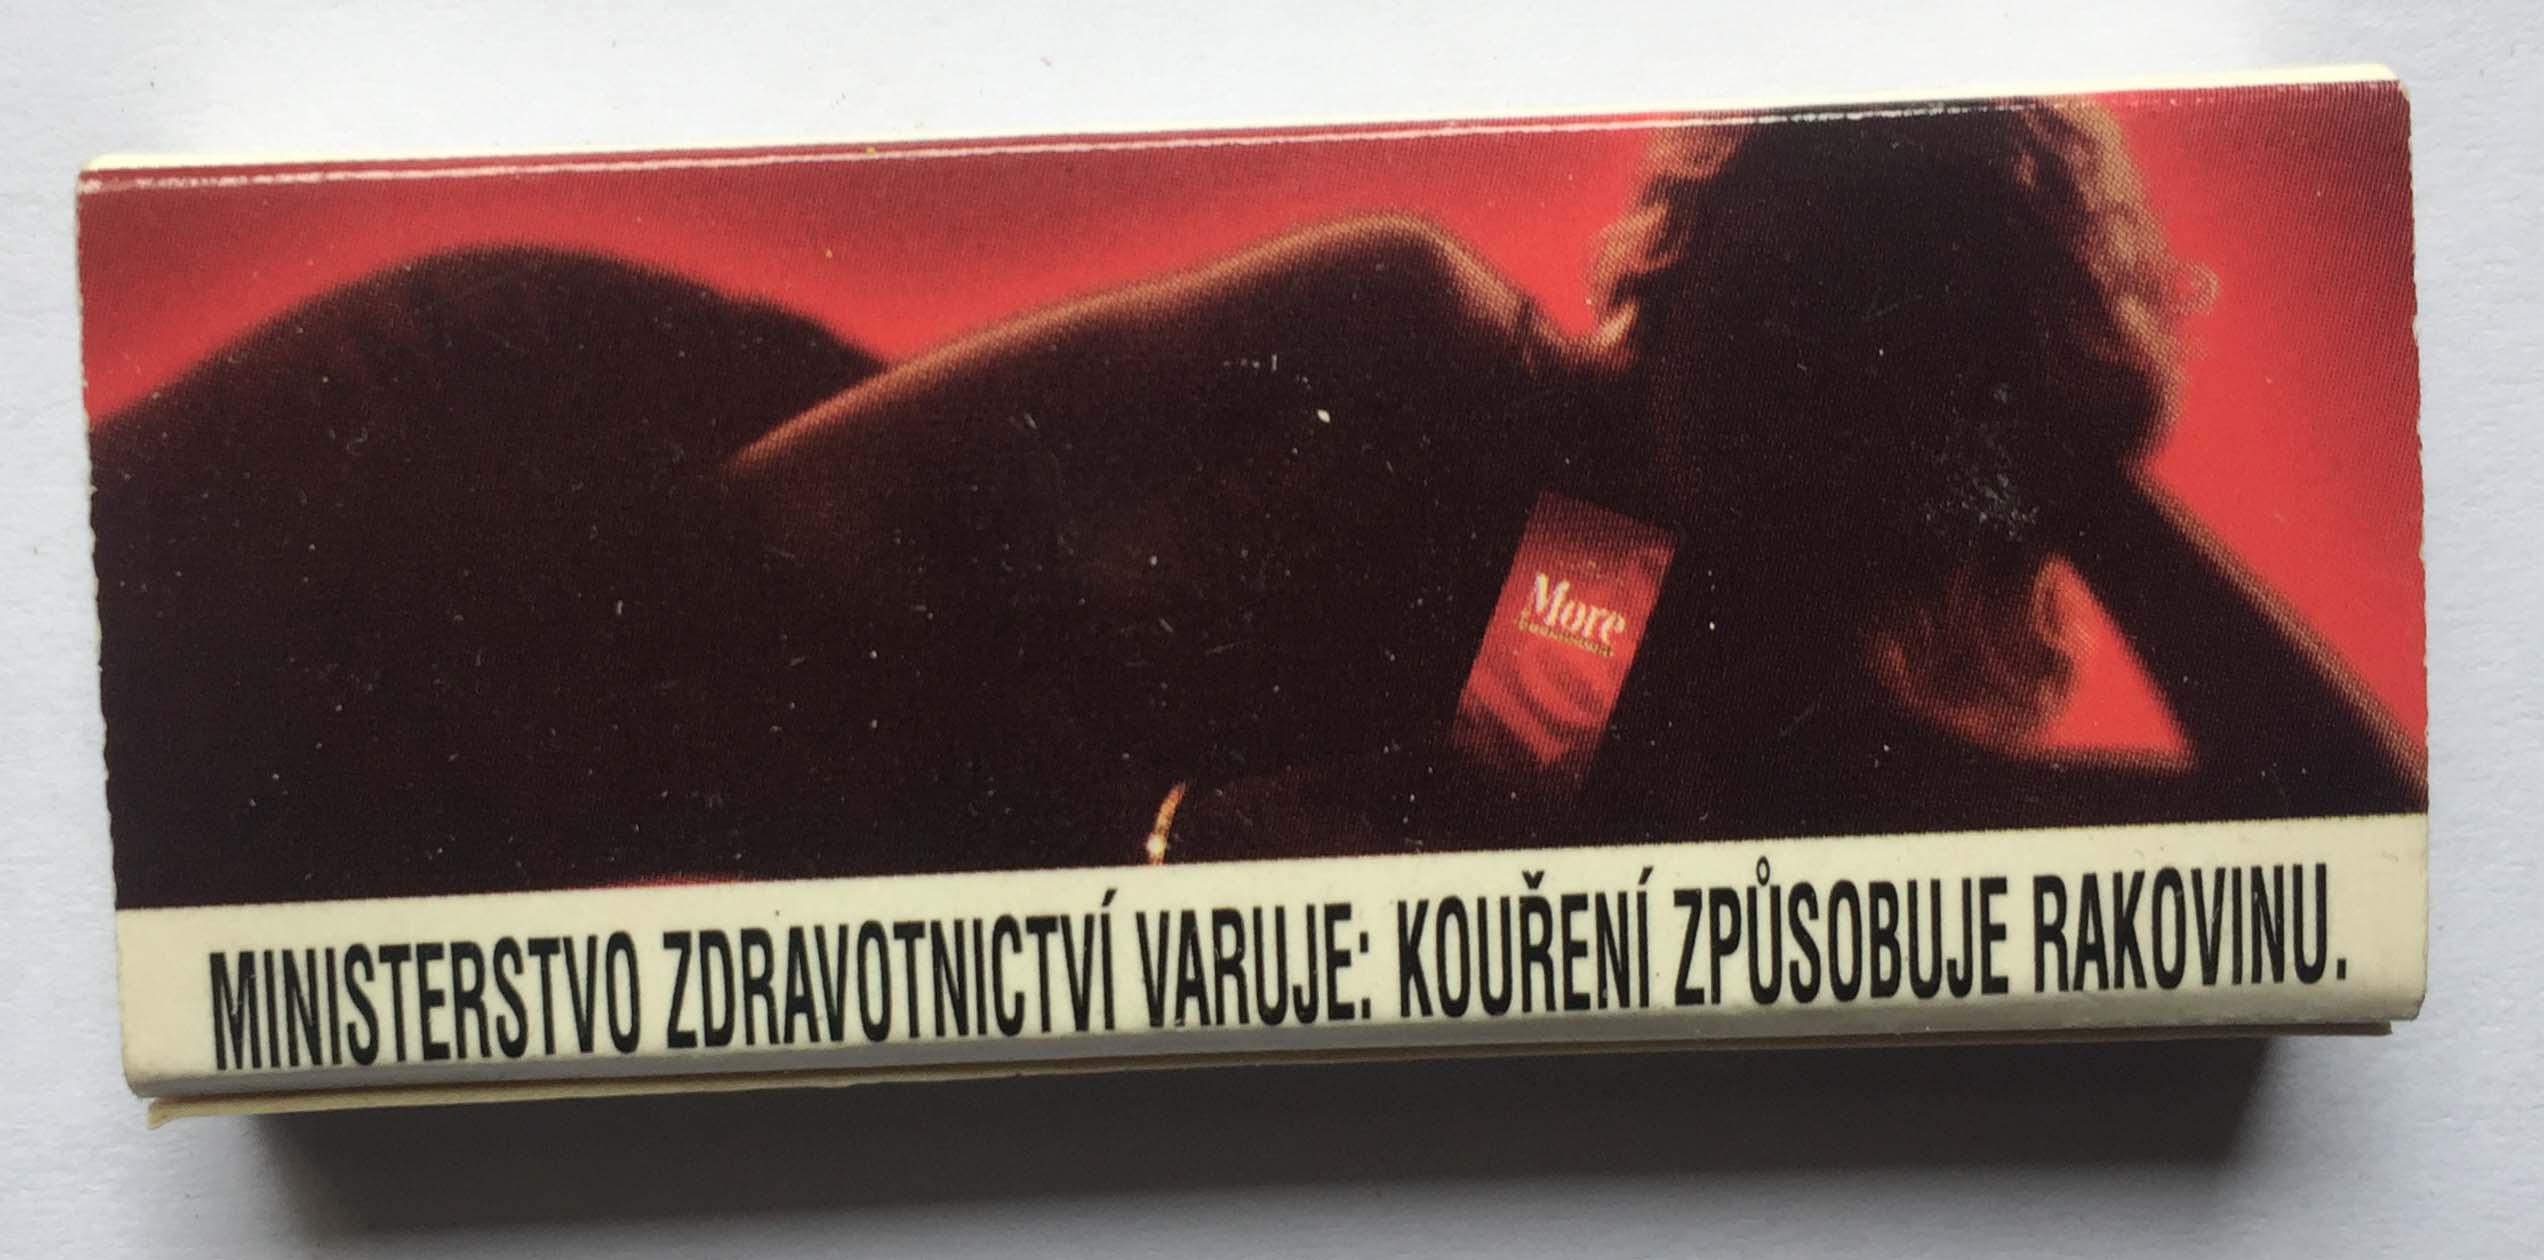 More
MINISTERSTVO ZDRAVOTNICTVÍ VARUJE: KOUŘENÍ ZPŮSOBUJE RAKOVINU.